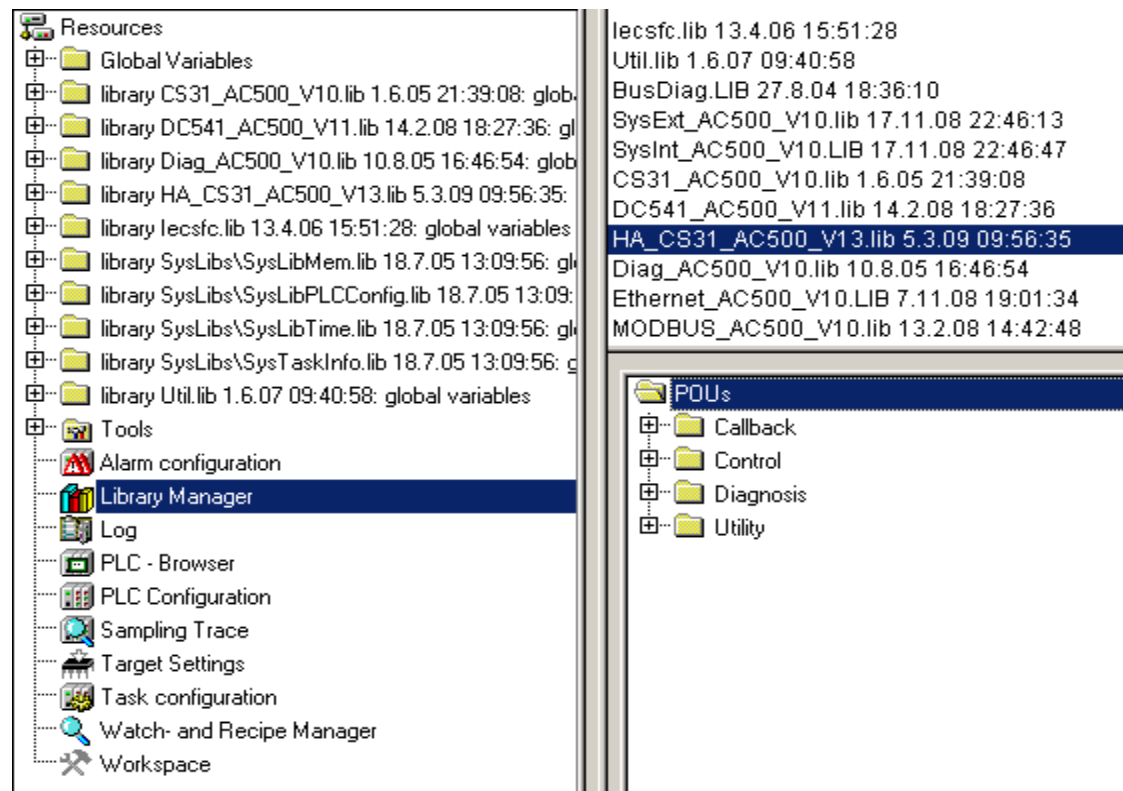 Resources
Global Variables
library CS31_AC500_V10.lib 1.6.05 21:39:08: glob
library DC541_AC500_V11.lib 14.2.08 18:27:36: gl
library Diag_AC500_V10.lib 10.8.05 16:46:54: glob
library HA_CS31_AC500_V13.lib 5.3.09 09:56:35:
library Iecsfc.lib 13.4.06 15:51:28: global variables
library SysLibs\SysLibMem.lib 18.7.05 13:09:56: gl
library SysLibs\SysLibPLCConfig.lib 18.7.05 13:09:
library SysLibs\SysLibTime.lib 18.7.05 13:09:56: gl
library SysLibs\SysTaskInfo.lib 18.7.05 13:09:56: g
library Util.lib 1.6.07 09:40:58: global variables
Tools
Alarm configuration
Library Manager
Log
PLC - Browser
PLC Configuration
Sampling Trace
Target Settings
Task configuration
Watch- and Recipe Manager
Workspace
Iecsfc.lib 13.4.06 15:51:28
Util.lib 1.6.07 09:40:58
BusDiag.LIB 27.8.04 18:36:10
SysExt_AC500_V10.lib 17.11.08 22:46:13
SysInt_AC500_V10.LIB 17.11.08 22:46:47
CS31_AC500_V10.lib 1.6.05 21:39:08
DC541_AC500_V11.lib 14.2.08 18:27:36
HA_CS31_AC500_V13.lib 5.3.09 09:56:35
Diag_AC500_V10.lib 10.8.05 16:46:54
Ethernet_AC500_V10.LIB 7.11.08 19:01:34
MODBUS_AC500_V10.lib 13.2.08 14:42:48
POUs
Callback
Control
Diagnosis
Utility